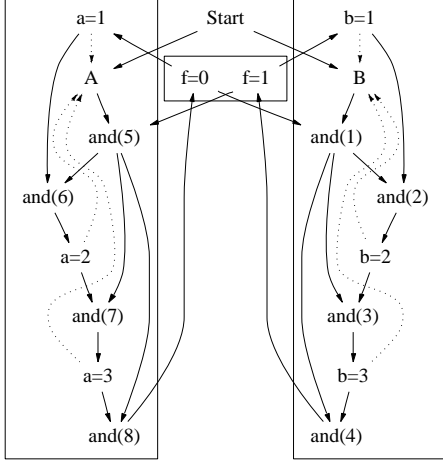 a=1 Start b=1
A f=0 f=1 B
and(5) and(1)
and(6) and(2)
a=2 b=2
and(7) and(3)
a=3 b=3
and(8) and(4)